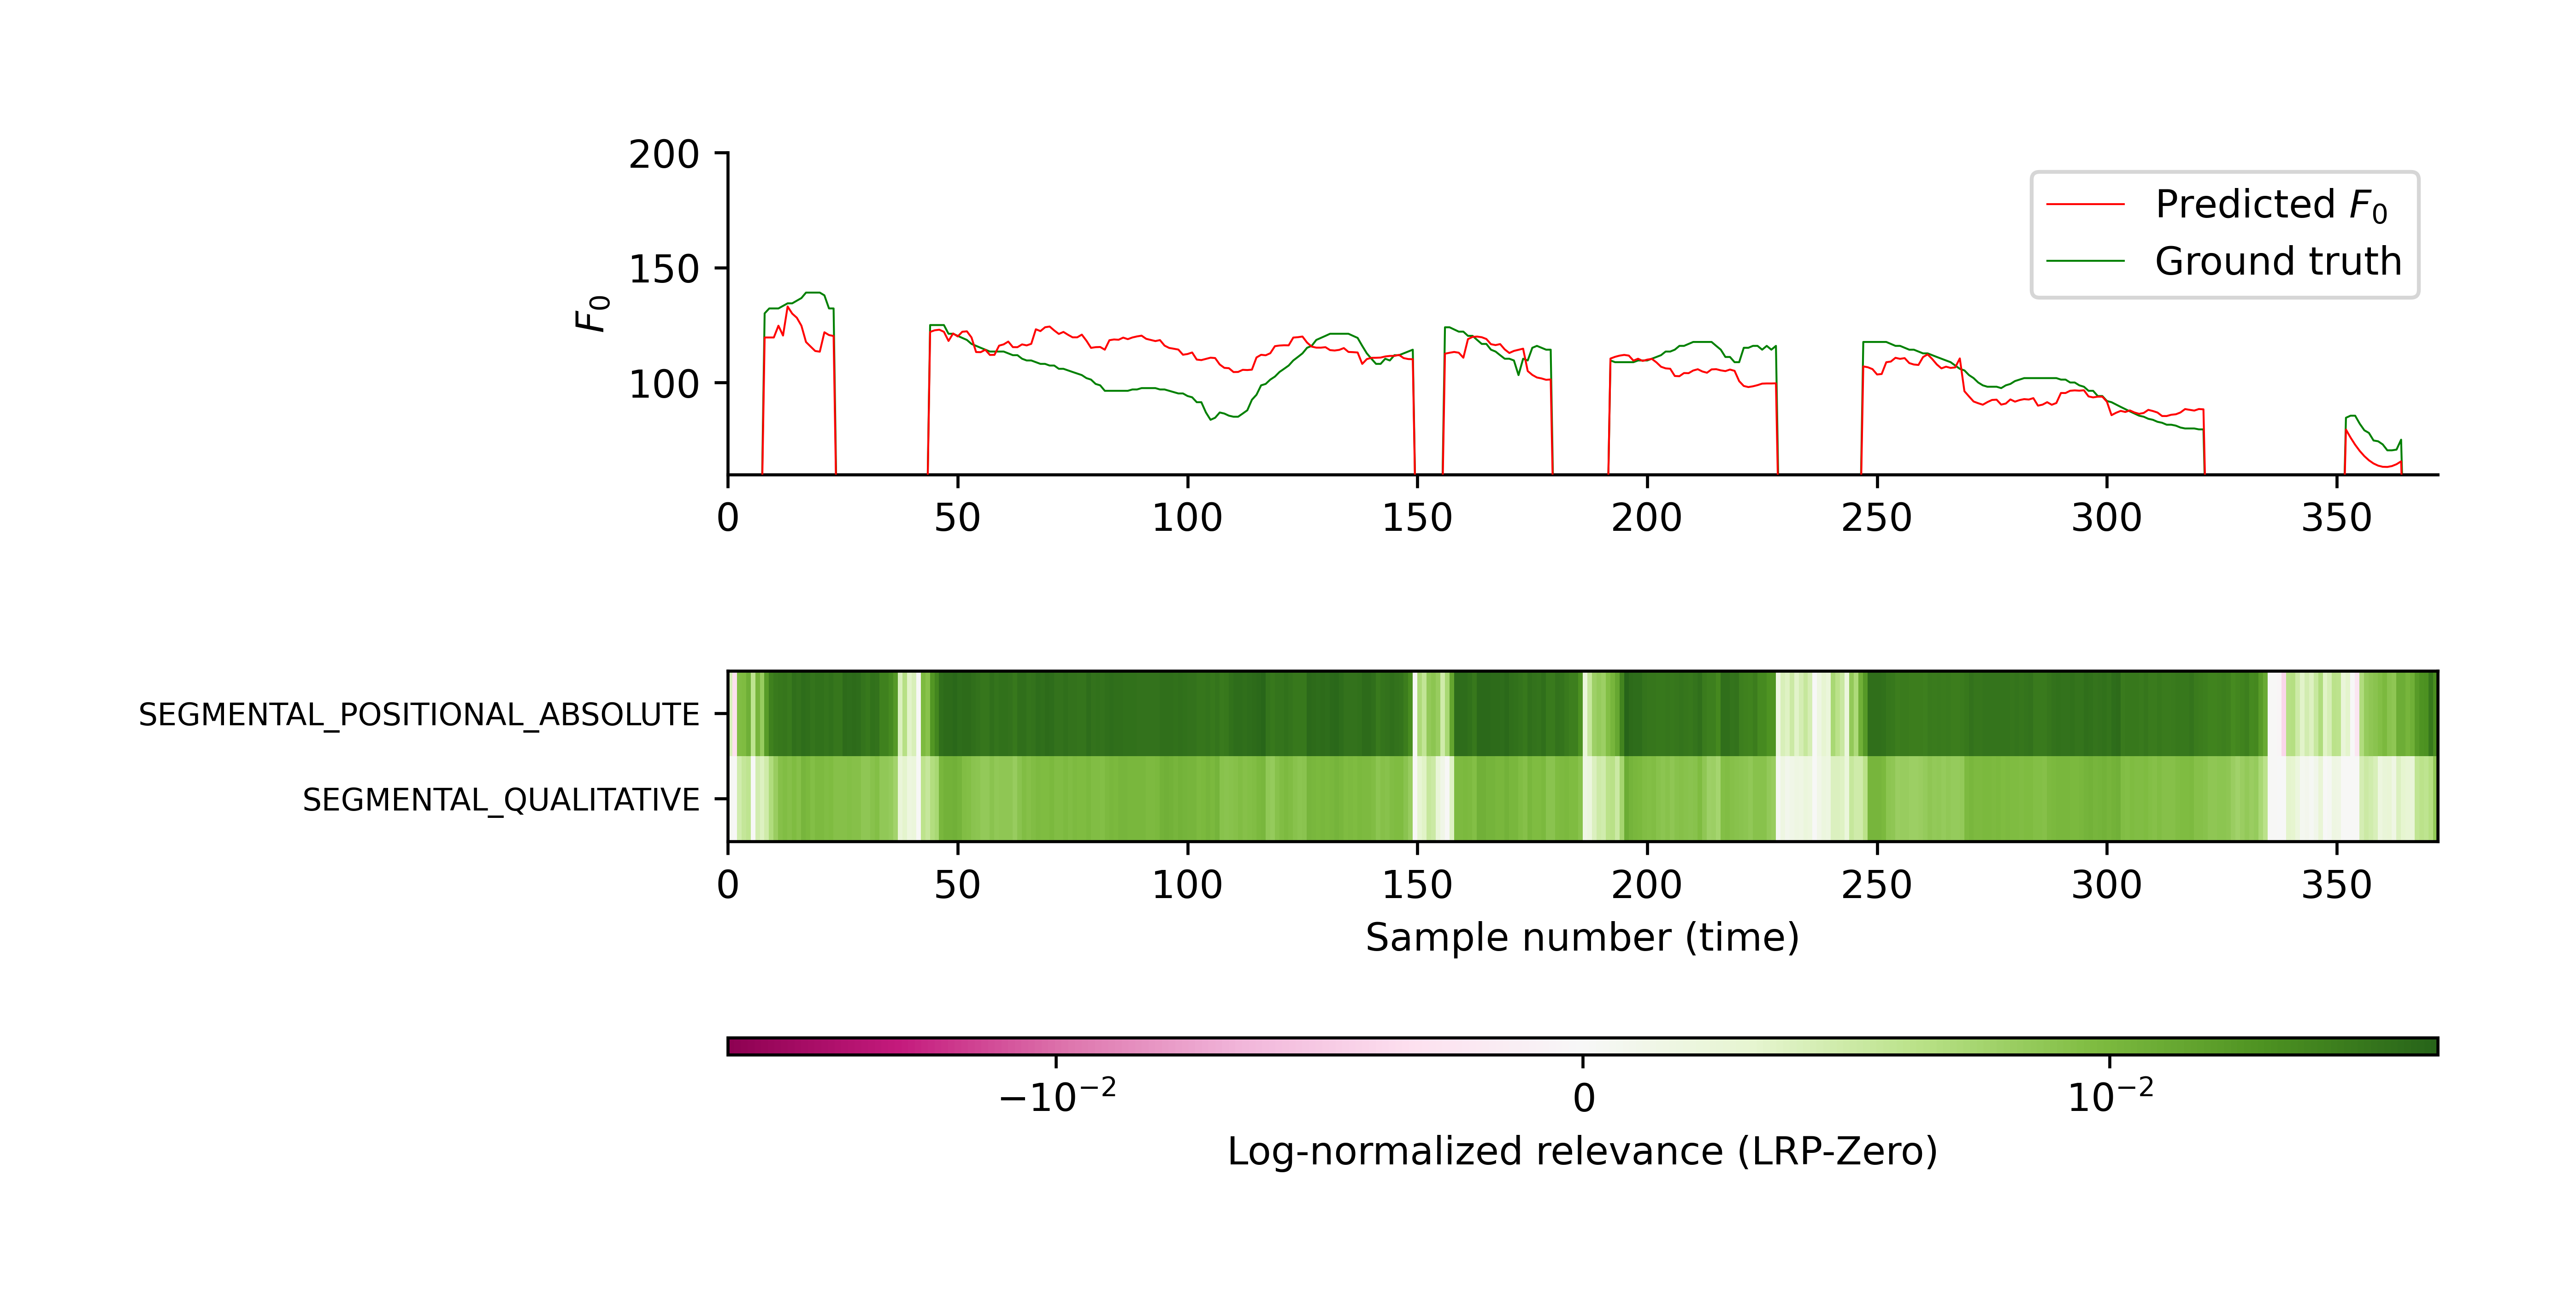 200
150
100
F₀
Predicted F₀
Ground truth
0 50 100 150 200 250 300 350
SEGMENTAL_POSITIONAL_ABSOLUTE
SEGMENTAL_QUALITATIVE
0 50 100 150 200 250 300 350
Sample number (time)
−10⁻² 0 10⁻²
Log-normalized relevance (LRP-Zero)